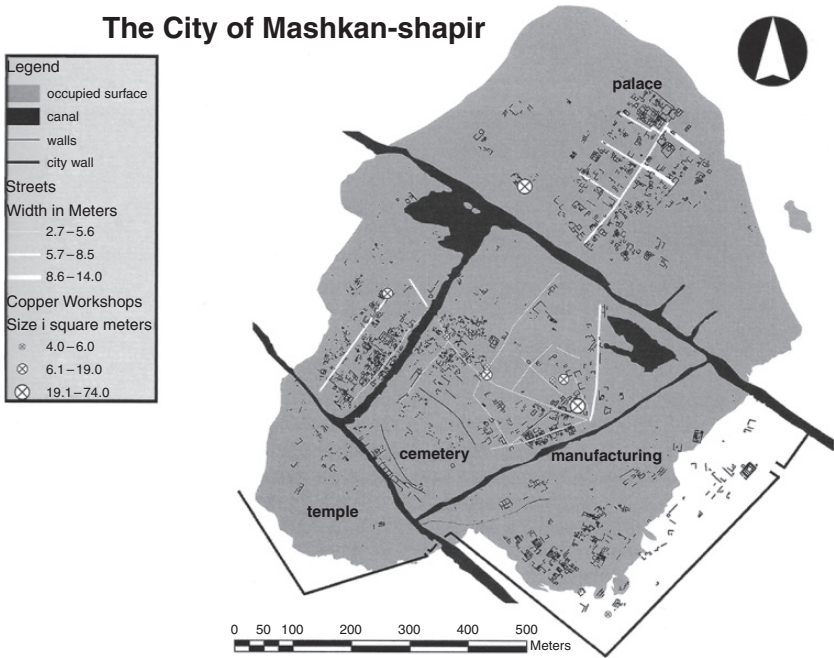 The City of Mashkan-shapir
Legend
occupied surface
canal
walls
city wall
Streets
Width in Meters
2.7–5.6
5.7–8.5
8.6–14.0
Copper Workshops
Size i square meters
4.0–6.0
6.1–19.0
19.1–74.0
palace
cemetery
manufacturing
temple
0 50 100 200 300 400 500
Meters